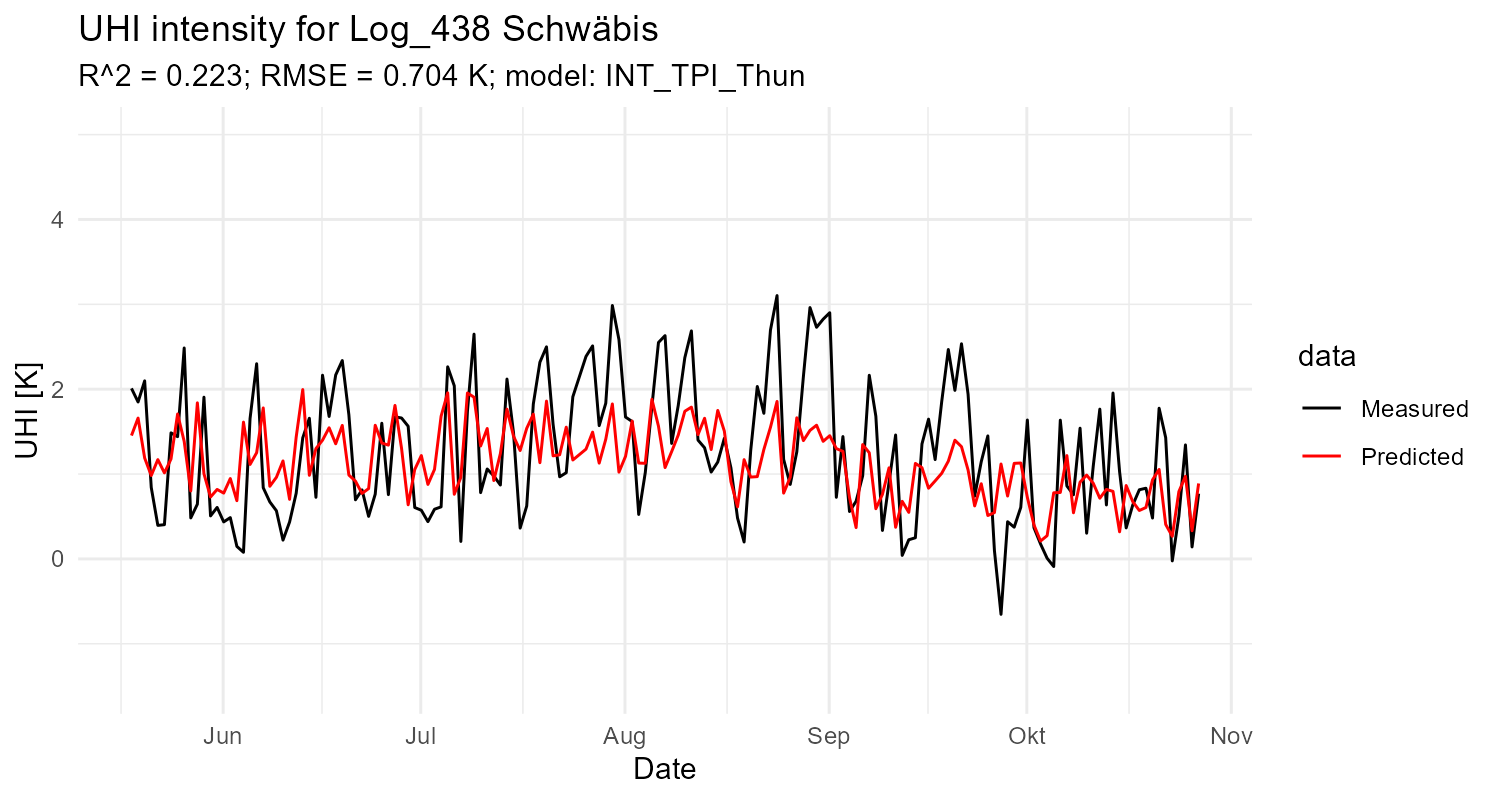 UHI intensity for Log_438 Schwäbis
R^2 = 0.223; RMSE = 0.704 K; model: INT_TPI_Thun
UHI [K]
4
2
0
Jun Jul Aug Sep Okt Nov
Date
data
Measured
Predicted